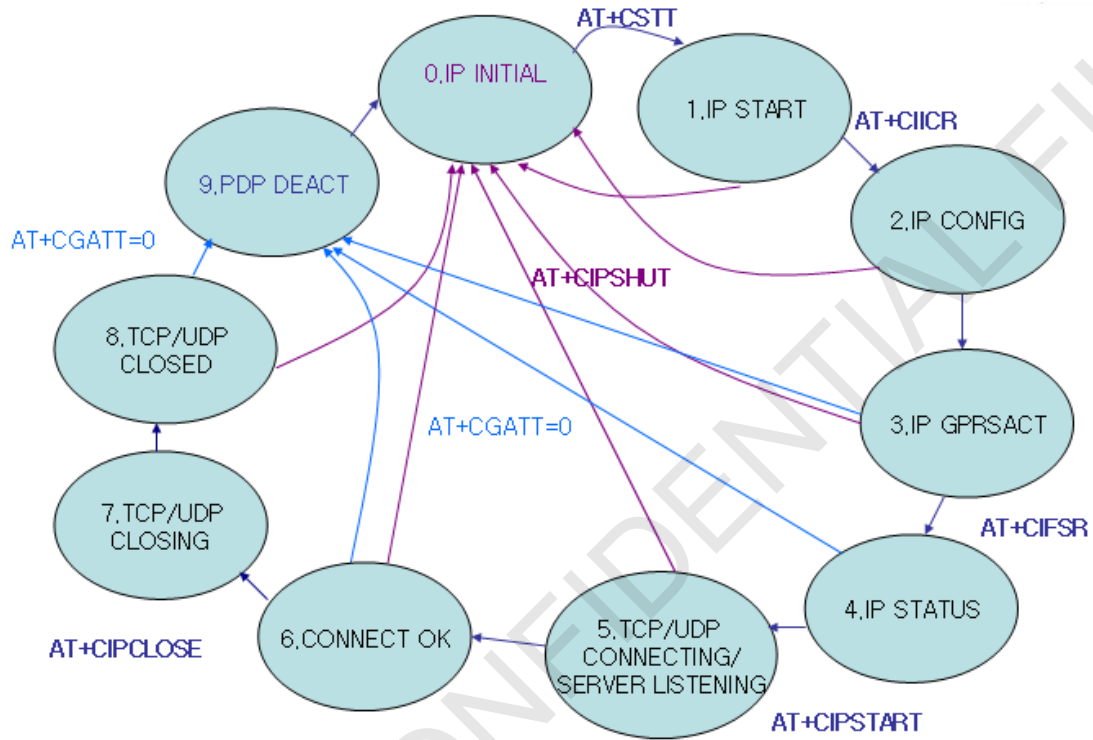 AT+CSTT
0,IP INITIAL
1,IP START
AT+CIICR
9,PDP DEACT
2,IP CONFIG
AT+CGATT=0
AT+CIPSHUT
8,TCP/UDP
CLOSED
3,IP GPRSACT
AT+CGATT=0
7,TCP/UDP
CLOSING
AT+CIFSR
4,IP STATUS
6,CONNECT OK
5,TCP/UDP
CONNECTING/
SERVER LISTENING
AT+CIPCLOSE
AT+CIPSTART